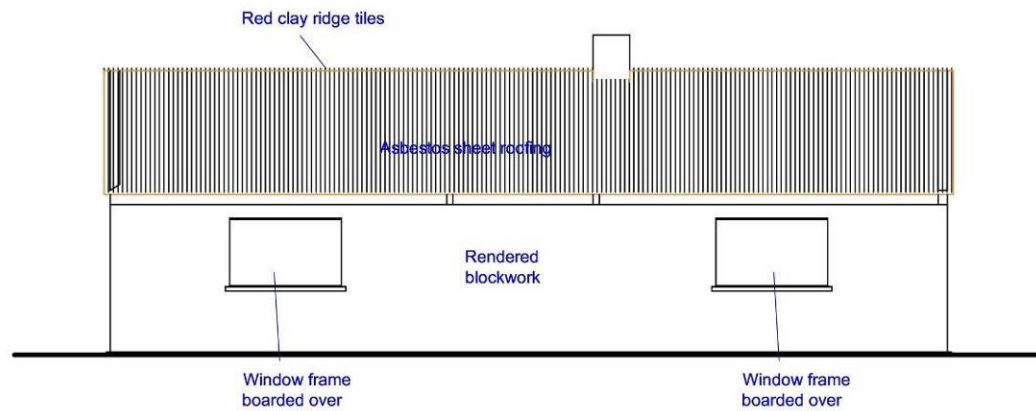 Red clay ridge tiles
Asbestos sheet roofing
Rendered
blockwork
Window frame
boarded over
Window frame
boarded over